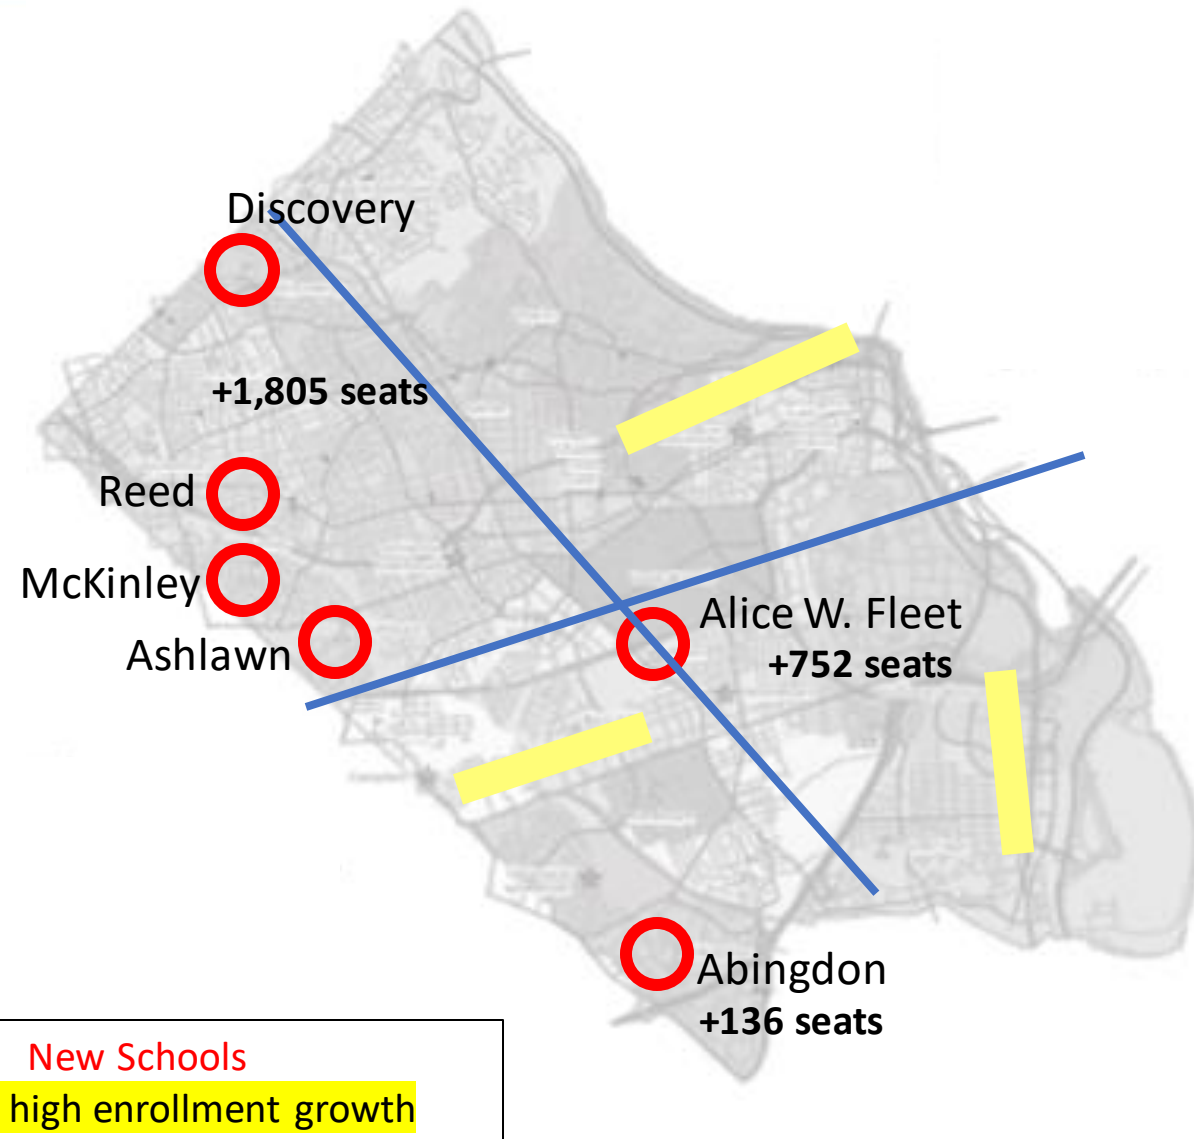 Discovery
+1,805 seats
Reed
McKinley
Ashlawn
Alice W. Fleet
+752 seats
Abingdon
+136 seats
New Schools
high enrollment growth